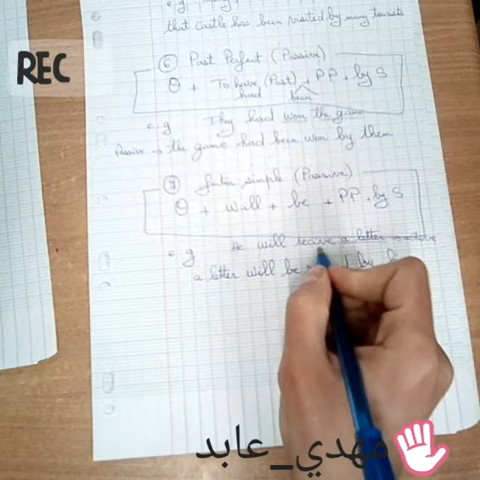 that castle has been visited by many tourists
REC
⑥ Past Perfect (Passive)
O + To have (Past) + PP + by S
had been
e.g They had won the game
Passive → the game had been won by them
⑦ futur simple (Passive)
O + will + be + PP + by S
e.g He will a letter
a letter will be by
مهدي_عابد